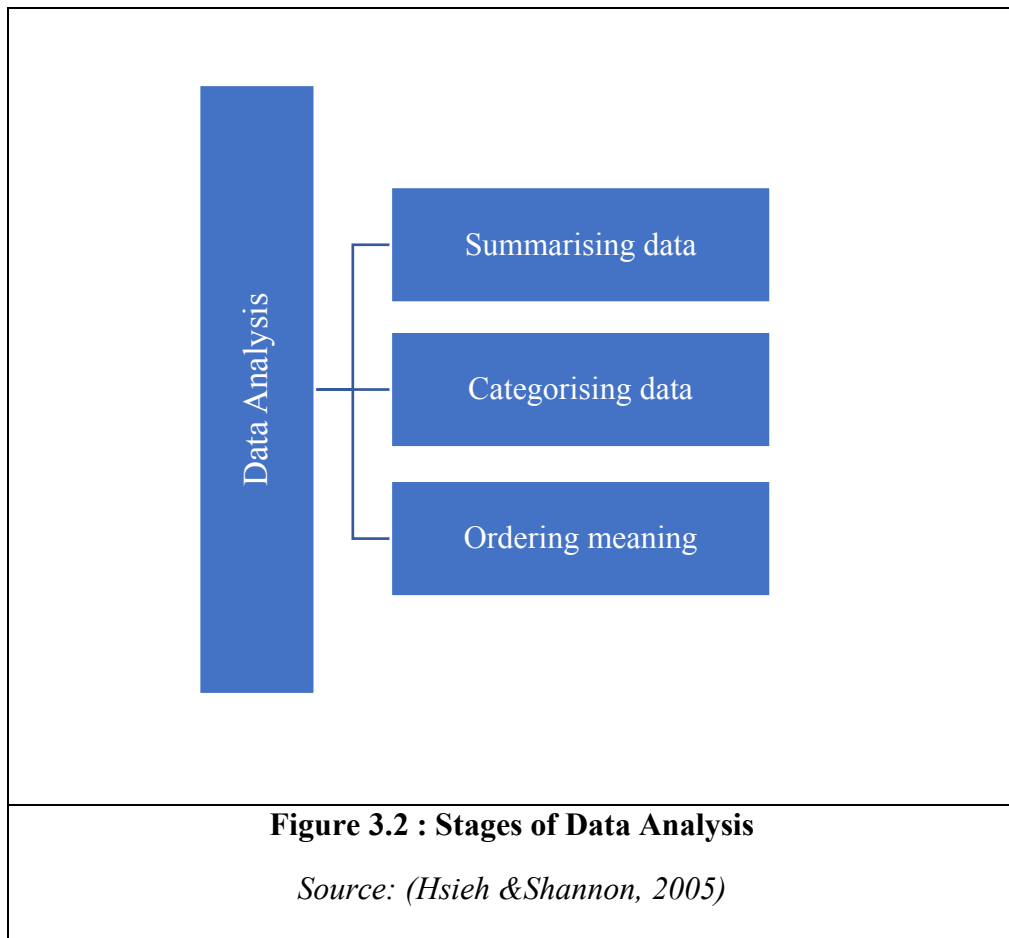 Data Analysis
Summarising data
Categorising data
Ordering meaning
Figure 3.2 : Stages of Data Analysis
Source: (Hsieh &Shannon, 2005)